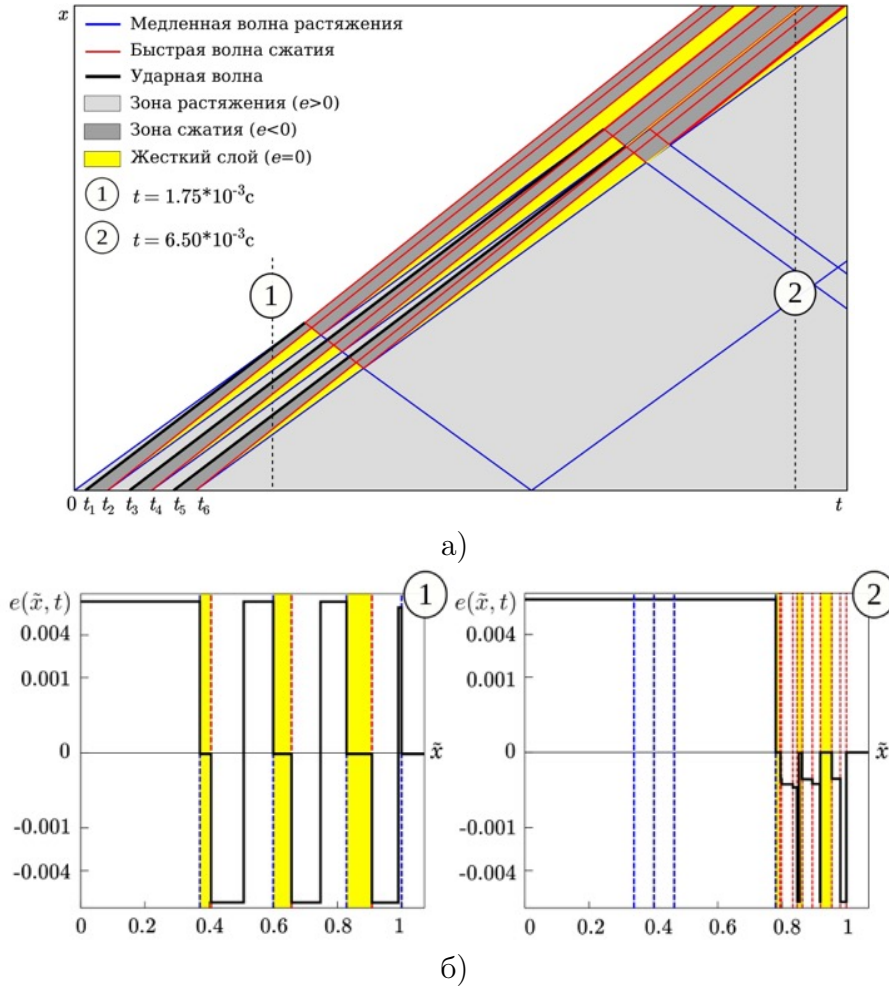 x
Медленная волна растяжения
Быстрая волна сжатия
Ударная волна
Зона растяжения (e>0)
Зона сжатия (e<0)
Жесткий слой (e=0)
1 t = 1.75*10⁻³c
2 t = 6.50*10⁻³c
1
2
0 t₁ t₂ t₃ t₄ t₅ t₆ t
а)
e(x̃, t) 1
0.004
0.001
0 x̃
-0.001
-0.004
0 0.2 0.4 0.6 0.8 1
e(x̃, t) 2
0.004
0.001
0 x̃
-0.001
-0.004
0 0.2 0.4 0.6 0.8 1
б)